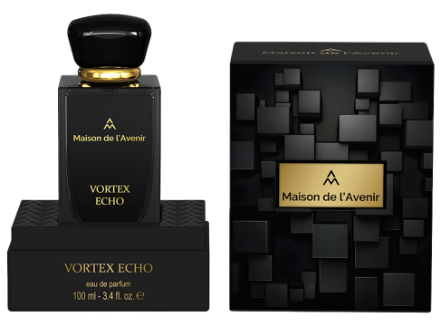 Maison de l'Avenir
VORTEX
ECHO
VORTEX ECHO
eau de parfum
100 ml - 3.4 fl. oz. ℮
Maison de l'Avenir
Maison de l'Avenir